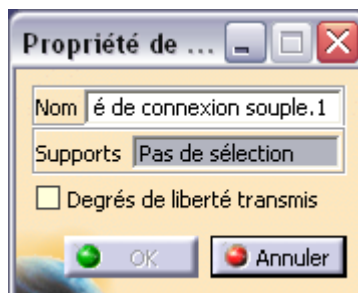 Propriété de ...
Nom é de connexion souple.1
Supports Pas de sélection
Degrés de liberté transmis
OK Annuler